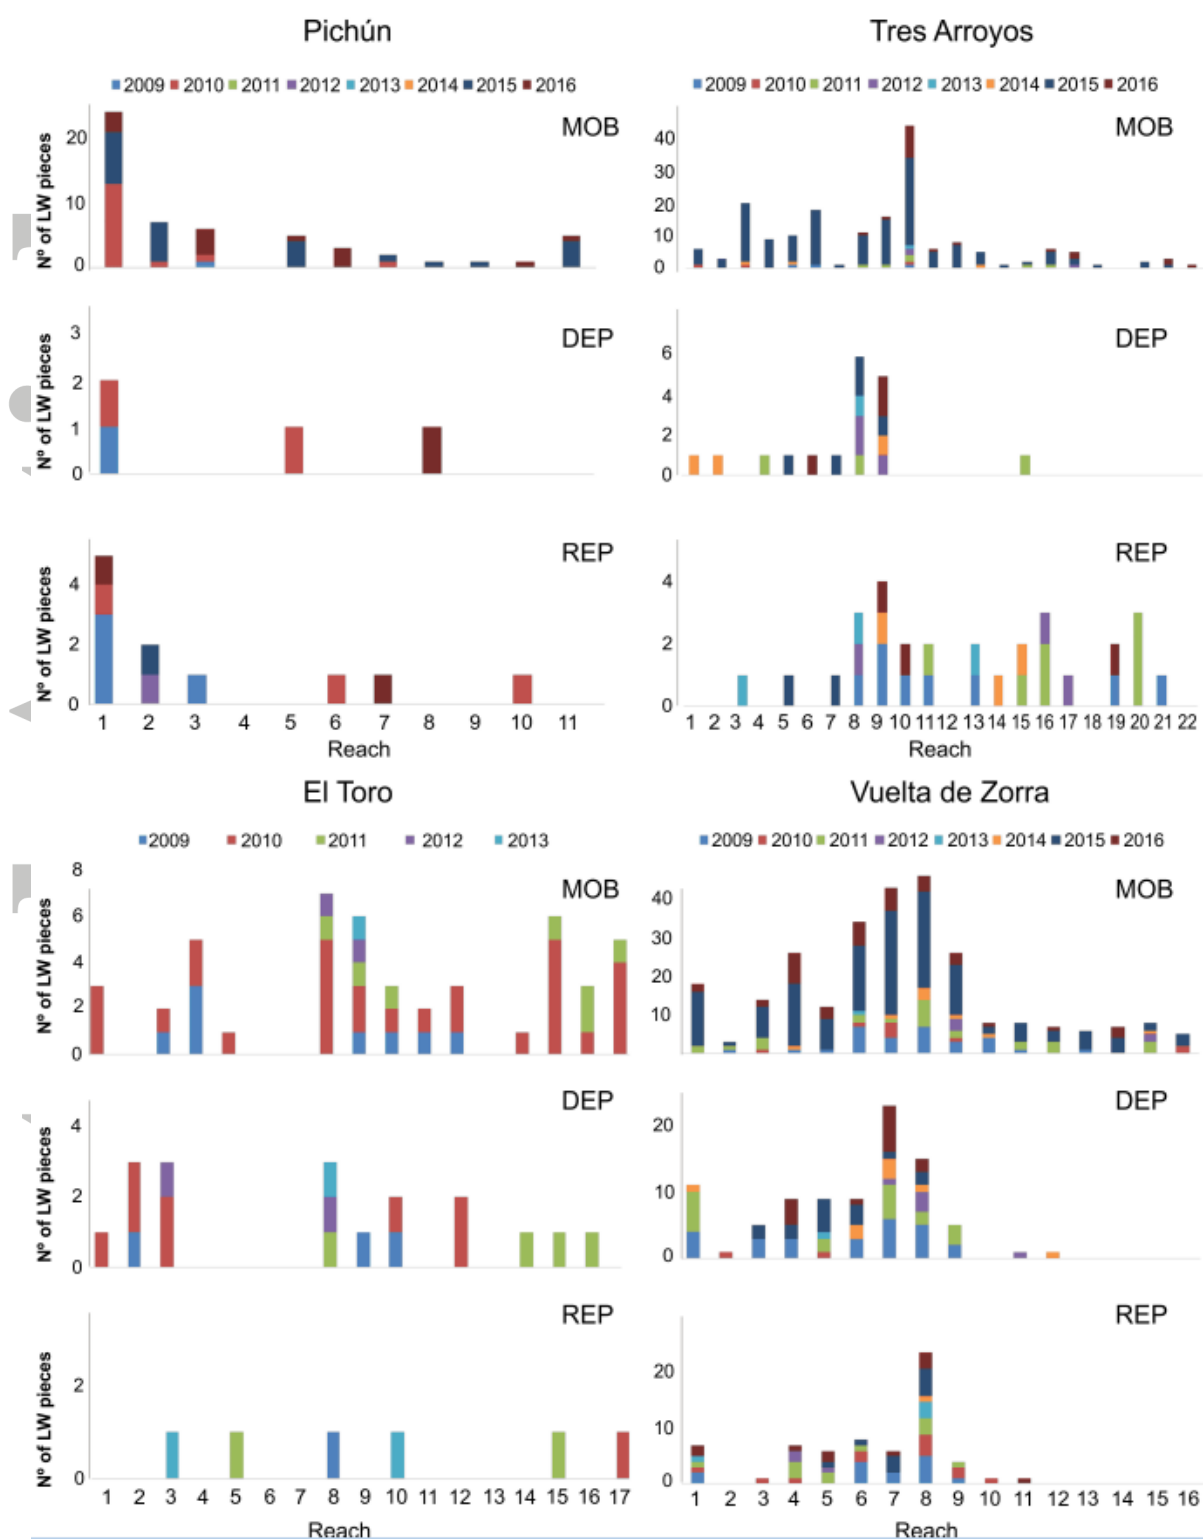 Pichún
2009 2010 2011 2012 2013 2014 2015 2016
MOB
Nº of LW pieces
20
10
0
DEP
Nº of LW pieces
3
2
1
0
REP
Nº of LW pieces
4
2
0
1 2 3 4 5 6 7 8 9 10 11
Reach
Tres Arroyos
2009 2010 2011 2012 2013 2014 2015 2016
MOB
40
30
20
10
0
DEP
6
4
2
0
REP
4
2
0
1 2 3 4 5 6 7 8 9 10 11 12 13 14 15 16 17 18 19 20 21 22
Reach
El Toro
2009 2010 2011 2012 2013
MOB
Nº of LW pieces
8
6
4
2
0
DEP
Nº of LW pieces
4
2
0
REP
Nº of LW pieces
2
0
1 2 3 4 5 6 7 8 9 10 11 12 13 14 15 16 17
Reach
Vuelta de Zorra
2009 2010 2011 2012 2013 2014 2015 2016
MOB
40
30
20
10
DEP
20
10
0
REP
20
10
0
1 2 3 4 5 6 7 8 9 10 11 12 13 14 15 16
Reach